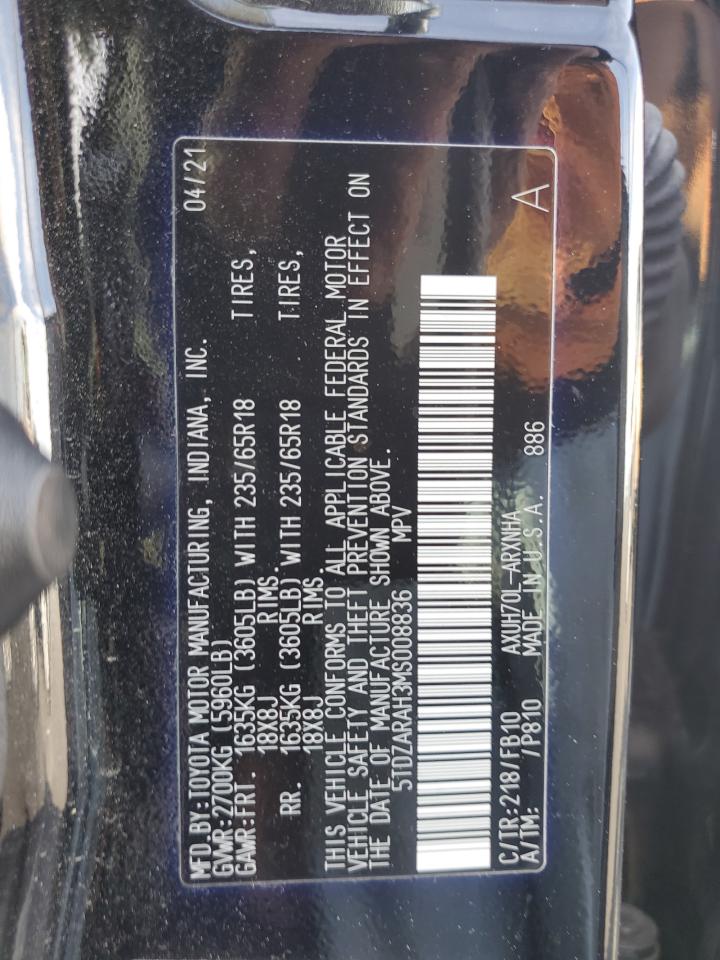 MFD.BY:TOYOTA MOTOR MANUFACTURING, INDIANA, INC. 04/21
GVWR:2700KG (5960LB)
GAWR:FRT. 1635KG (3605LB) WITH 235/65R18 TIRES,
18X8J RIMS.
RR. 1635KG (3605LB) WITH 235/65R18 TIRES,
18X8J RIMS.
THIS VEHICLE CONFORMS TO ALL APPLICABLE FEDERAL MOTOR
VEHICLE SAFETY AND THEFT PREVENTION STANDARDS IN EFFECT ON
THE DATE OF MANUFACTURE SHOWN ABOVE.
5TDZARAH3MS008836 MPV
C/TR:218/FB10 AXUH70L-ARXNHA 886 A
A/TM: /P810 MADE IN U.S.A.